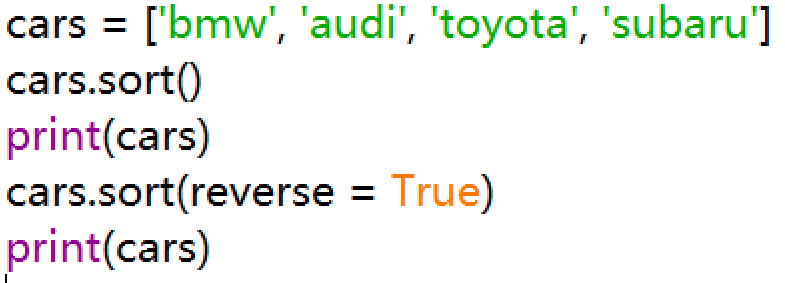 cars = ['bmw', 'audi', 'toyota', 'subaru']
cars.sort()
print(cars)
cars.sort(reverse = True)
print(cars)